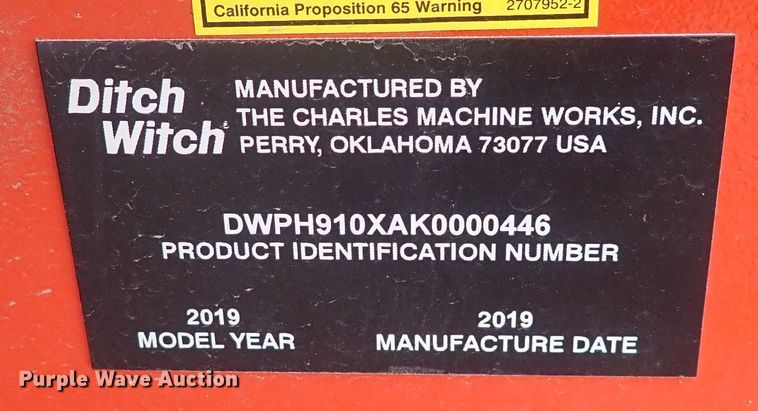 California Proposition 65 Warning 2707952-2
Ditch Witch
MANUFACTURED BY
THE CHARLES MACHINE WORKS, INC.
PERRY, OKLAHOMA 73077 USA
DWPH910XAK0000446
PRODUCT IDENTIFICATION NUMBER
2019 2019
MODEL YEAR MANUFACTURE DATE
Purple Wave Auction